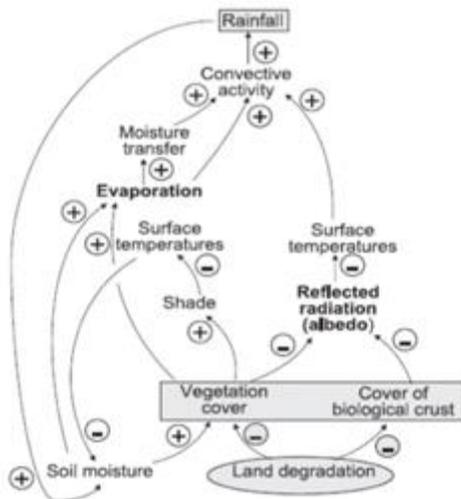 Rainfall
+
Convective
activity
+
+
+
Moisture
transfer
+
Evaporation
+
+
Surface
temperatures
−
Surface
temperatures
−
Shade
+
Reflected
radiation
(albedo)
−
−
Vegetation
cover
Cover of
biological crust
−
+
−
−
Soil moisture
Land degradation
+